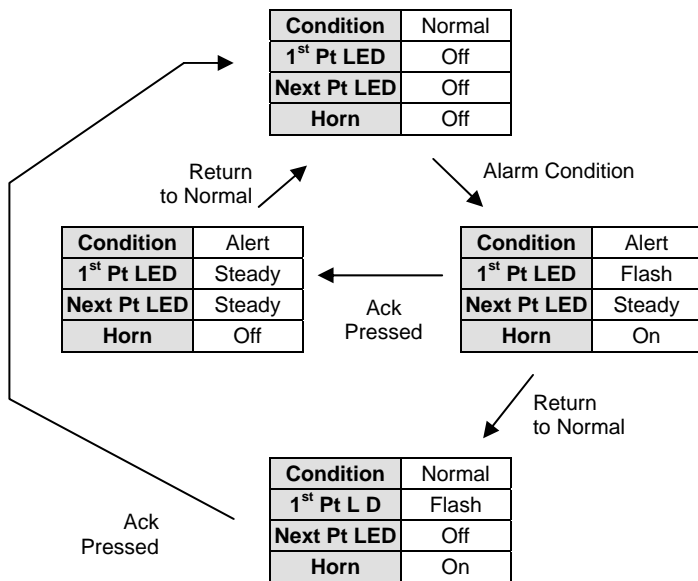 Condition Normal
1st Pt LED Off
Next Pt LED Off
Horn Off
Return
to Normal
Alarm Condition
Condition Alert
1st Pt LED Steady
Next Pt LED Steady
Horn Off
Ack
Pressed
Condition Alert
1st Pt LED Flash
Next Pt LED Steady
Horn On
Return
to Normal
Condition Normal
1st Pt L D Flash
Next Pt LED Off
Horn On
Ack
Pressed